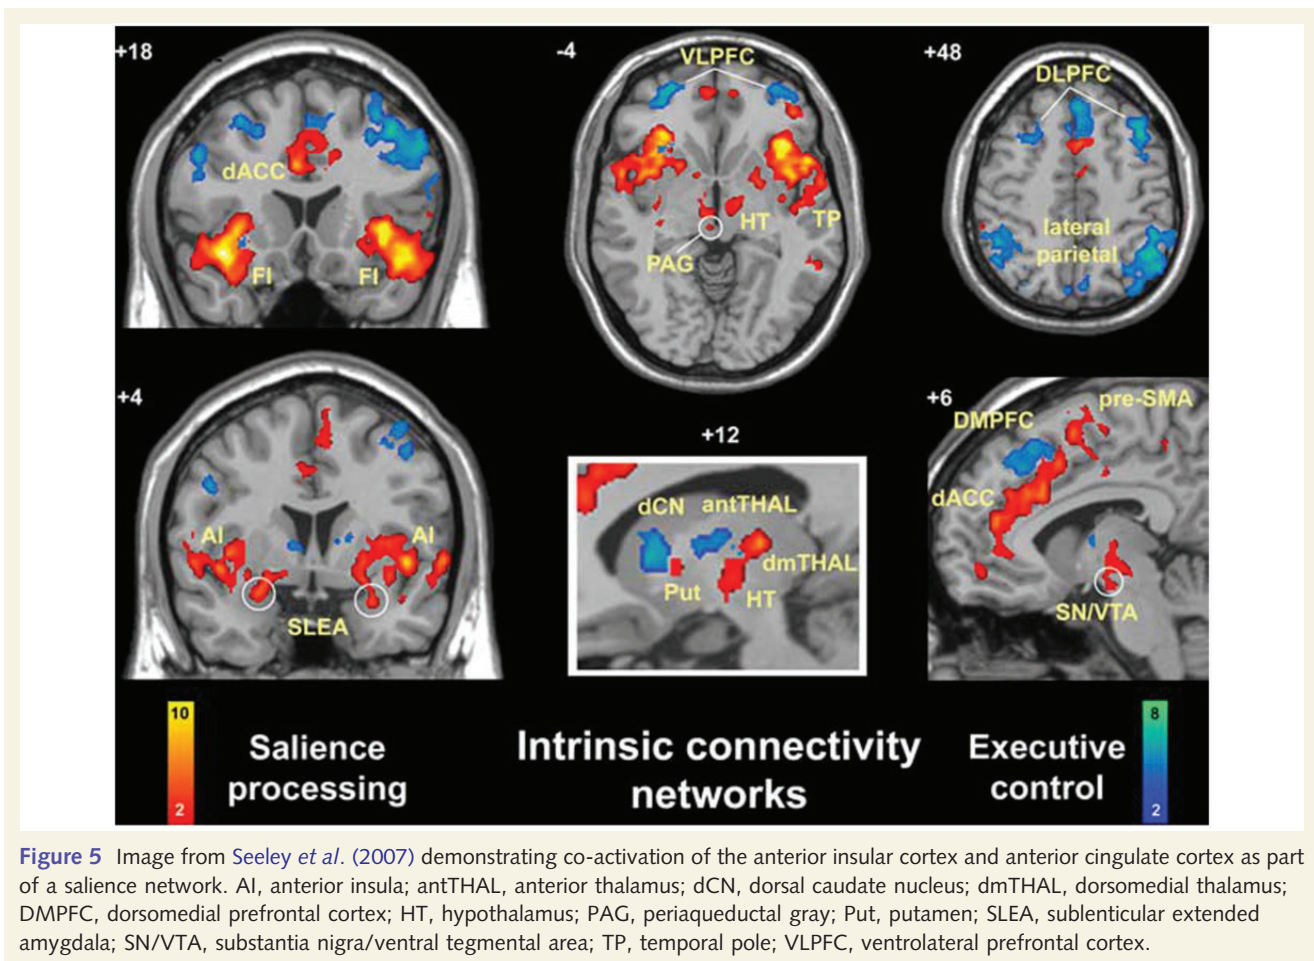 +18
dACC
FI
FI
-4
VLPFC
HT
TP
PAG
+48
DLPFC
lateral
parietal
+4
AI
AI
SLEA
+12
dCN antTHAL
dmTHAL
Put
HT
+6
pre-SMA
DMPFC
dACC
SN/VTA
10
2
Salience
processing
Intrinsic connectivity
networks
Executive
control
8
2
Figure 5 Image from Seeley et al. (2007) demonstrating co-activation of the anterior insular cortex and anterior cingulate cortex as part
of a salience network. AI, anterior insula; antTHAL, anterior thalamus; dCN, dorsal caudate nucleus; dmTHAL, dorsomedial thalamus;
DMPFC, dorsomedial prefrontal cortex; HT, hypothalamus; PAG, periaqueductal gray; Put, putamen; SLEA, sublenticular extended
amygdala; SN/VTA, substantia nigra/ventral tegmental area; TP, temporal pole; VLPFC, ventrolateral prefrontal cortex.